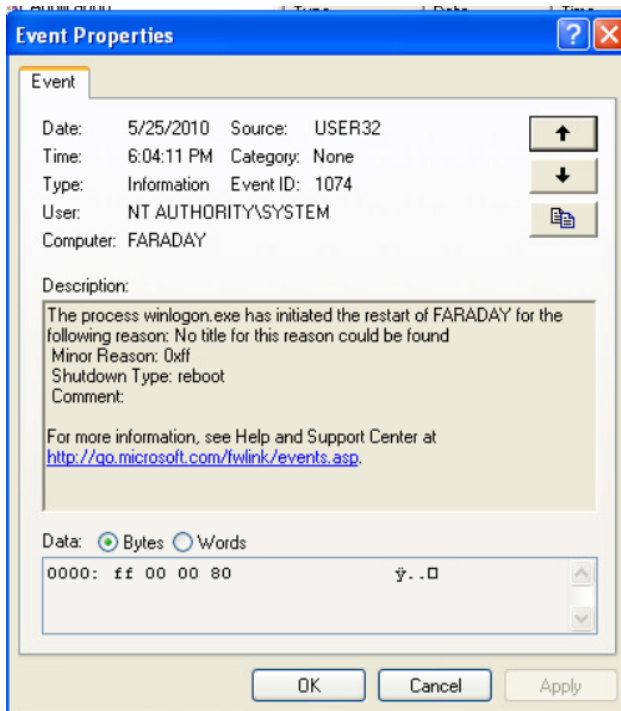 Event Properties
Event
Date: 5/25/2010 Source: USER32
Time: 6:04:11 PM Category: None
Type: Information Event ID: 1074
User: NT AUTHORITY\SYSTEM
Computer: FARADAY
Description:
The process winlogon.exe has initiated the restart of FARADAY for the
following reason: No title for this reason could be found
Minor Reason: 0xff
Shutdown Type: reboot
Comment:
For more information, see Help and Support Center at
http://go.microsoft.com/fwlink/events.asp.
Data: Bytes Words
0000: ff 00 00 80 ÿ..□
OK Cancel Apply